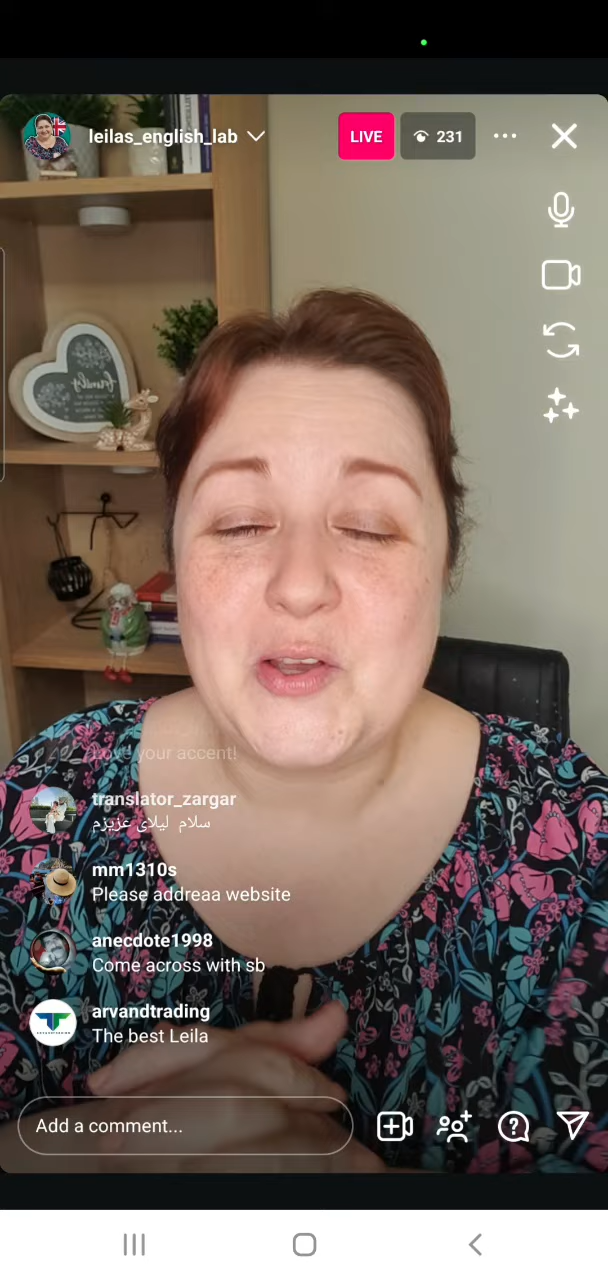 leilas_english_lab
LIVE
231
Love your accent!
translator_zargar
سلام لیلای عزیزم
mm1310s
Please addreaa website
anecdote1998
Come across with sb
arvandtrading
The best Leila
Add a comment...